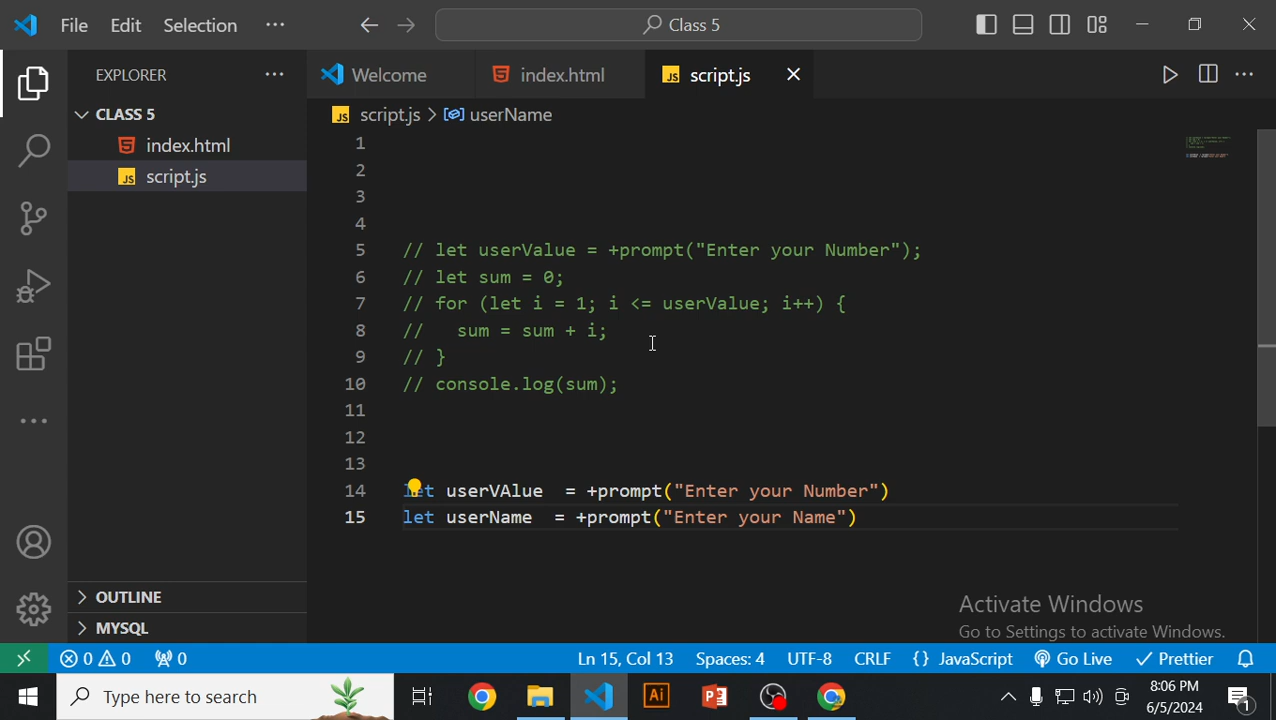 File Edit Selection ··· Class 5
EXPLORER ···
Welcome index.html script.js
CLASS 5
index.html
script.js
script.js > userName
1
2
3
4
5 // let userValue = +prompt("Enter your Number");
6 // let sum = 0;
7 // for (let i = 1; i <= userValue; i++) {
8 //   sum = sum + i;
9 // }
10 // console.log(sum);
11
12
13
14 let userVAlue  = +prompt("Enter your Number")
15 let userName  = +prompt("Enter your Name")
OUTLINE
MYSQL
Activate Windows
Go to Settings to activate Windows.
0 0 0 Ln 15, Col 13 Spaces: 4 UTF-8 CRLF {} JavaScript Go Live Prettier
Type here to search
Ai P
8:06 PM
6/5/2024
1